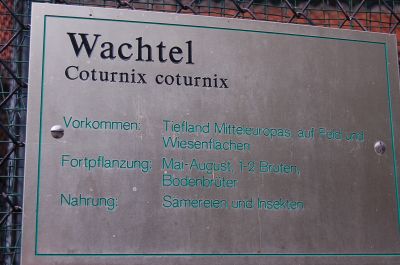 Wachtel
Coturnix coturnix
Vorkommen: Tiefland Mitteleuropas, auf Feld und
Wiesenflächen
Fortpflanzung: Mai-August, 1-2 Bruten,
Bodenbrüter
Nahrung: Sämereien und Insekten